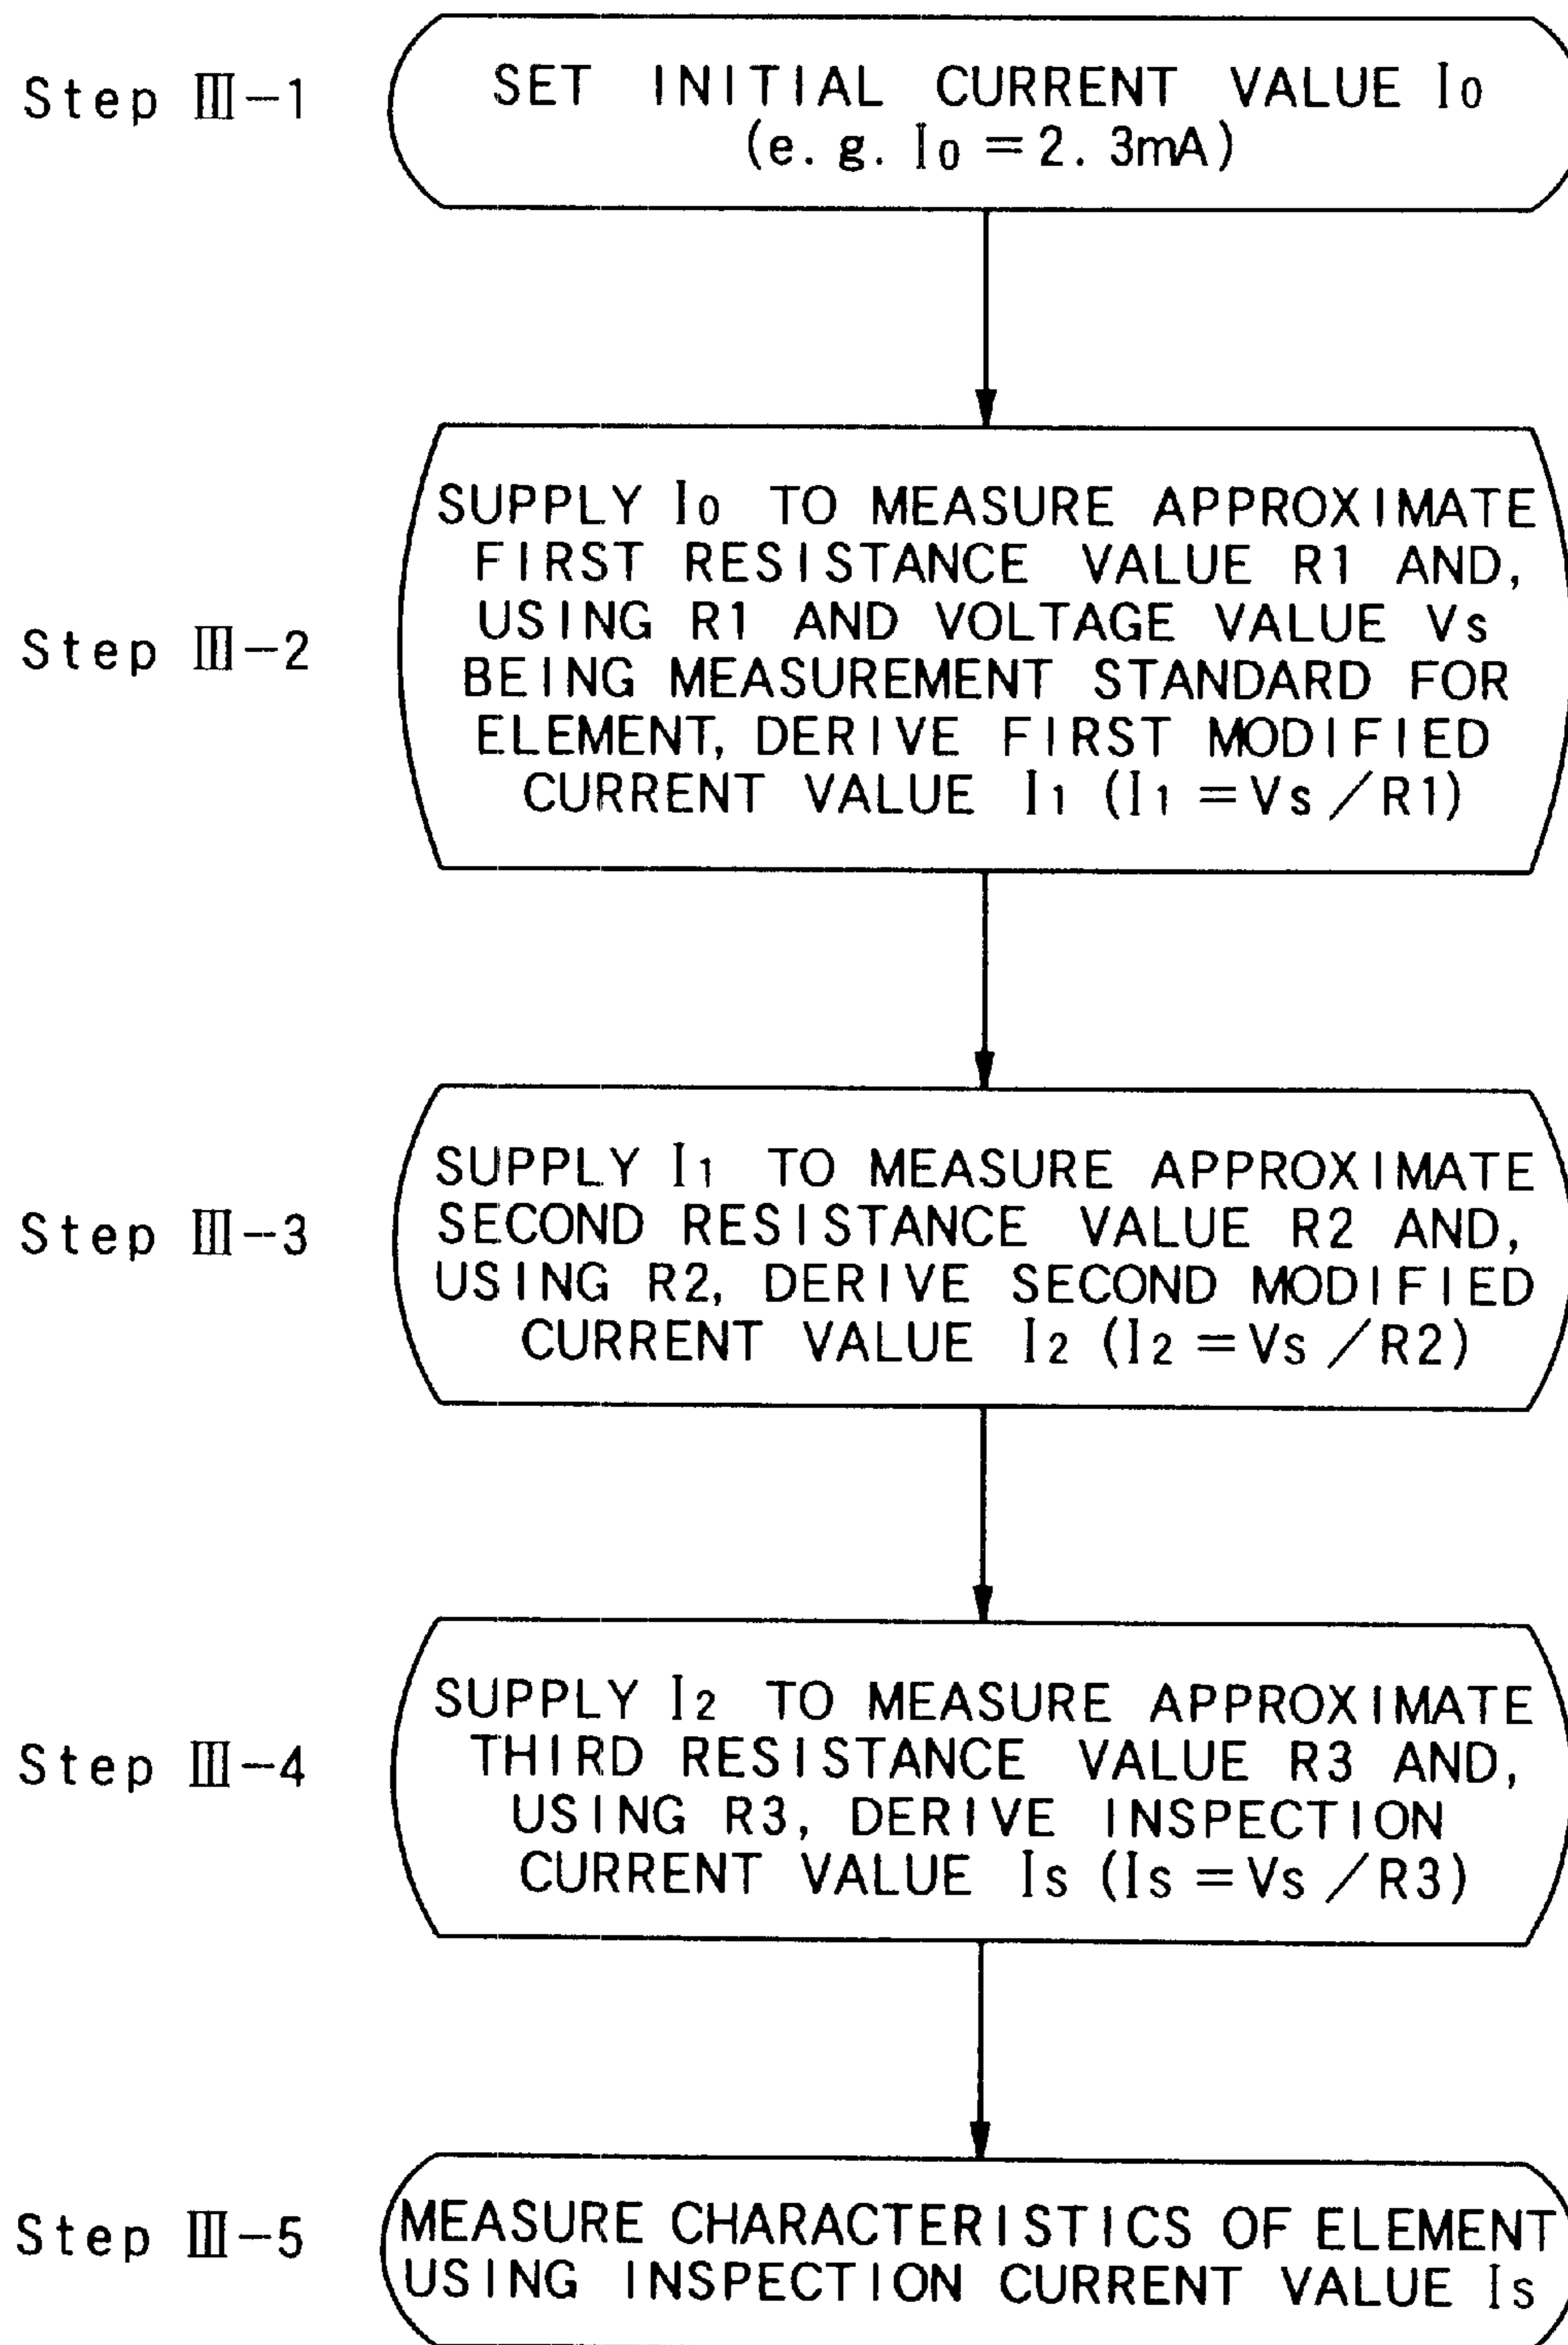 Step Ⅲ-1
SET INITIAL CURRENT VALUE I0
(e.g. I0=2.3mA)
Step Ⅲ-2
SUPPLY I0 TO MEASURE APPROXIMATE
FIRST RESISTANCE VALUE R1 AND,
USING R1 AND VOLTAGE VALUE Vs
BEING MEASUREMENT STANDARD FOR
ELEMENT, DERIVE FIRST MODIFIED
CURRENT VALUE I1 (I1=Vs/R1)
Step Ⅲ-3
SUPPLY I1 TO MEASURE APPROXIMATE
SECOND RESISTANCE VALUE R2 AND,
USING R2, DERIVE SECOND MODIFIED
CURRENT VALUE I2 (I2=Vs/R2)
Step Ⅲ-4
SUPPLY I2 TO MEASURE APPROXIMATE
THIRD RESISTANCE VALUE R3 AND,
USING R3, DERIVE INSPECTION
CURRENT VALUE Is (Is=Vs/R3)
Step Ⅲ-5
MEASURE CHARACTERISTICS OF ELEMENT
USING INSPECTION CURRENT VALUE Is